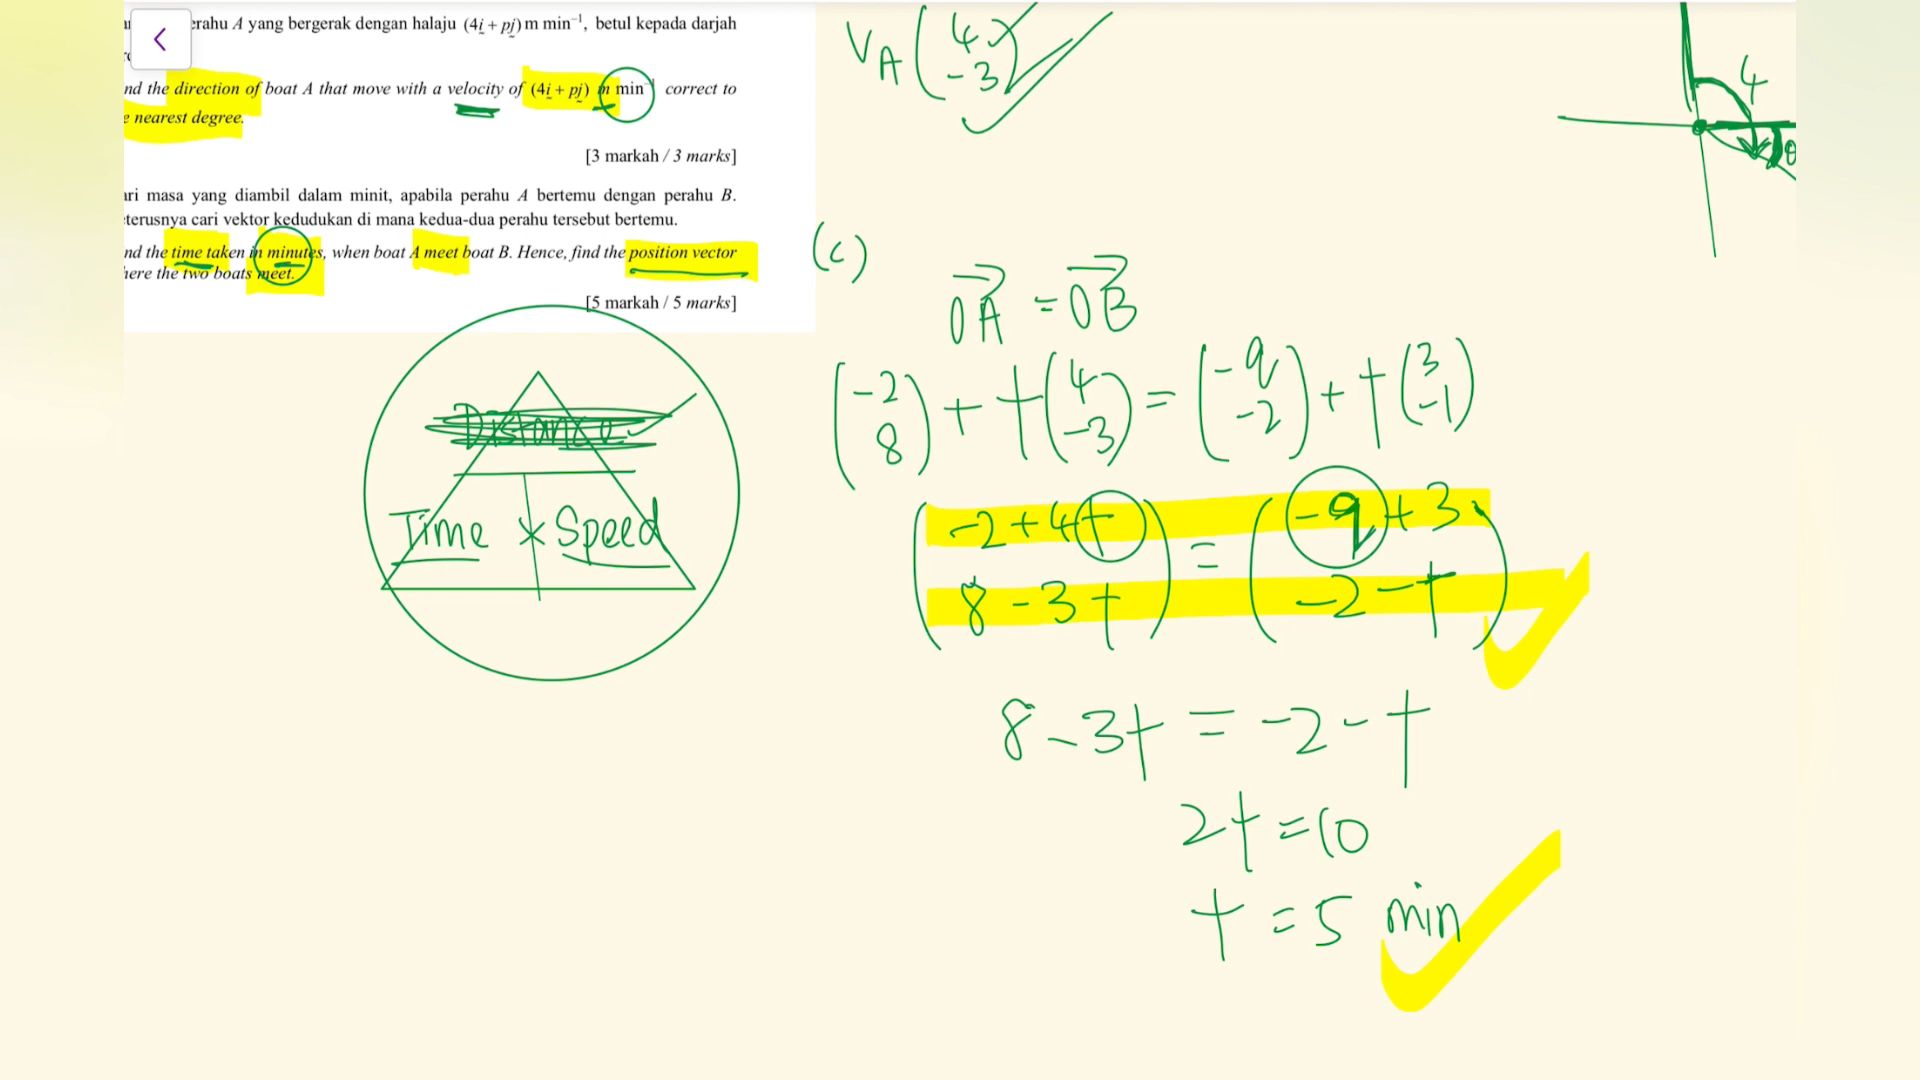 erahu A yang bergerak dengan halaju (4i + pj) m min⁻¹, betul kepada darjah
nd the direction of boat A that move with a velocity of (4i + pj) m min⁻¹ correct to
e nearest degree.
[3 markah / 3 marks]
ari masa yang diambil dalam minit, apabila perahu A bertemu dengan perahu B.
terusnya cari vektor kedudukan di mana kedua-dua perahu tersebut bertemu.
nd the time taken in minutes, when boat A meet boat B. Hence, find the position vector
here the two boats meet.
[5 markah / 5 marks]
Distance
Time * Speed
V_A (4 -3)
4
θ
(c)
OA = OB
(-2 8) + t(4 -3) = (-q -2) + t(3 -1)
(-2+4t 8-3t) = (-q+3 -2-t)
8-3t = -2-t
2t = 10
t = 5 min